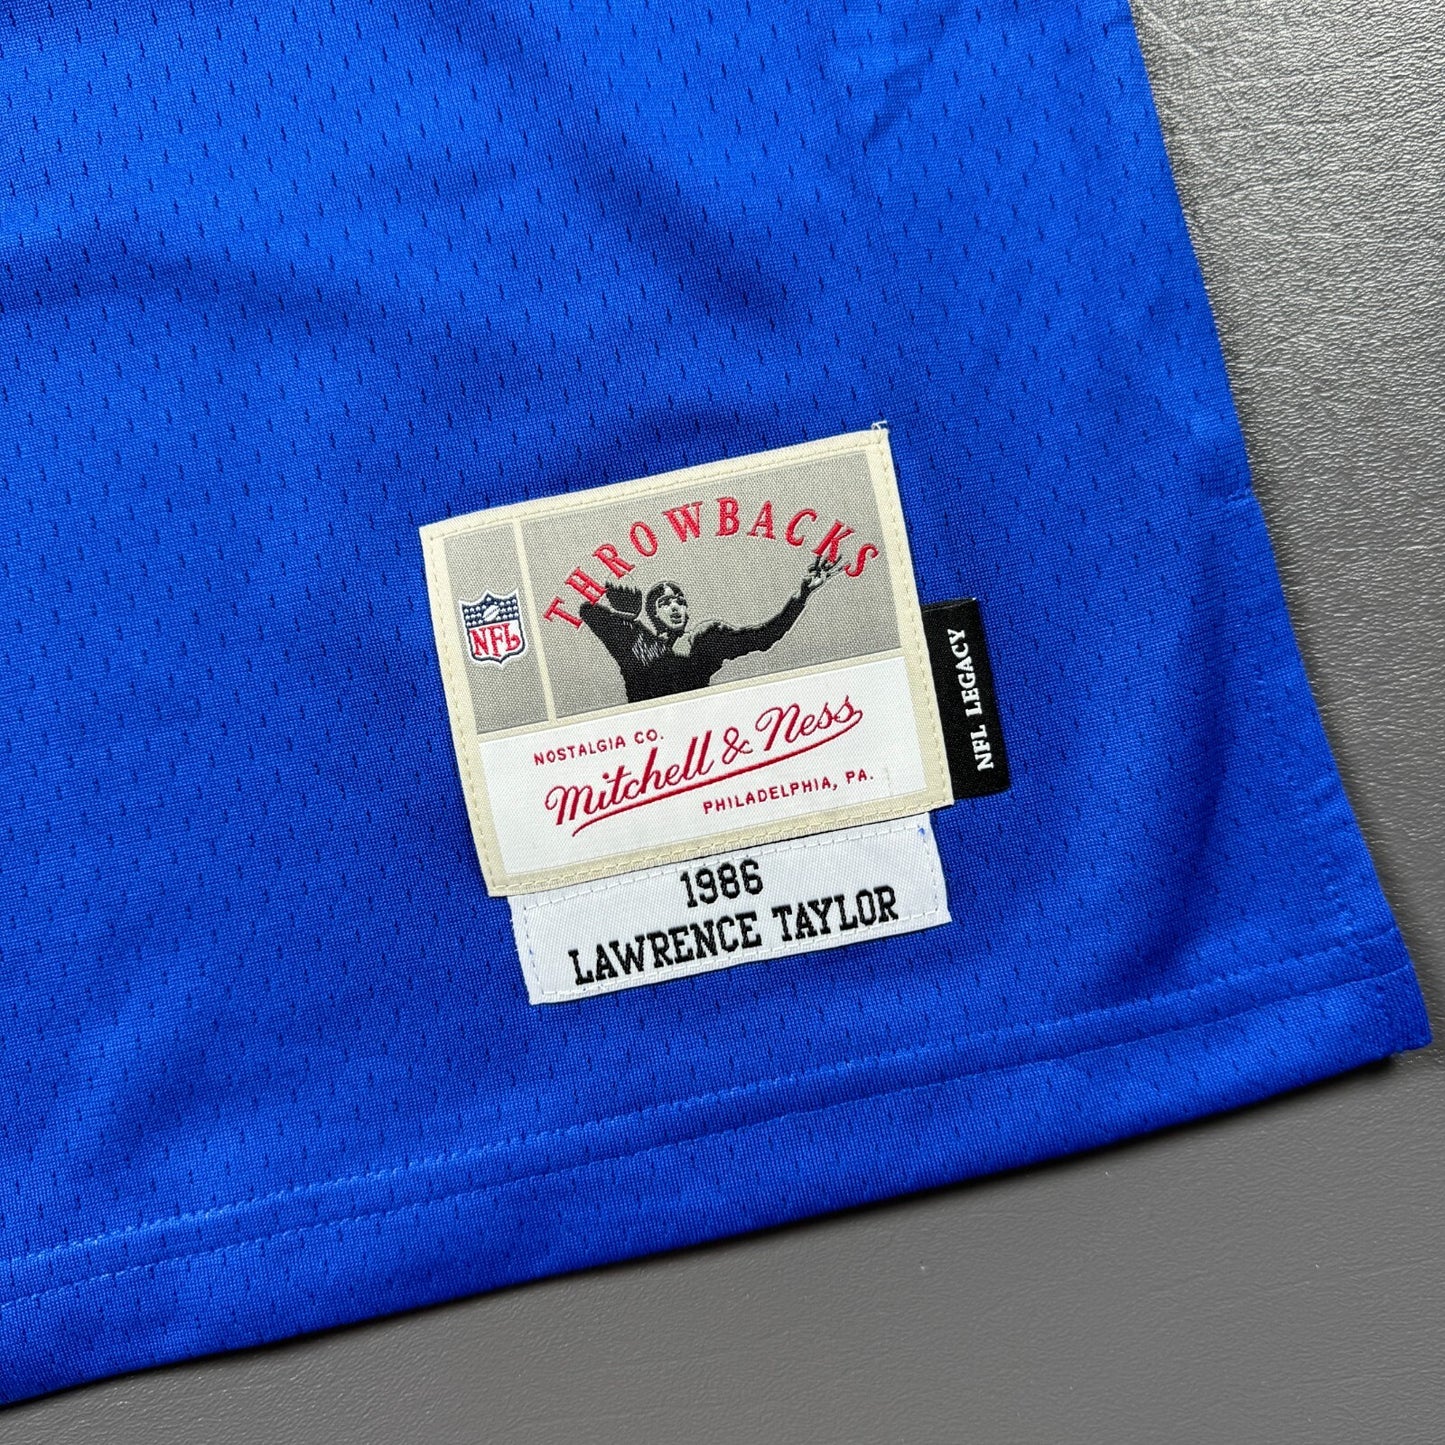 THROWBACKS
NFL
NOSTALGIA CO.
Mitchell & Ness
PHILADELPHIA, PA.
NFL LEGACY
1986
LAWRENCE TAYLOR